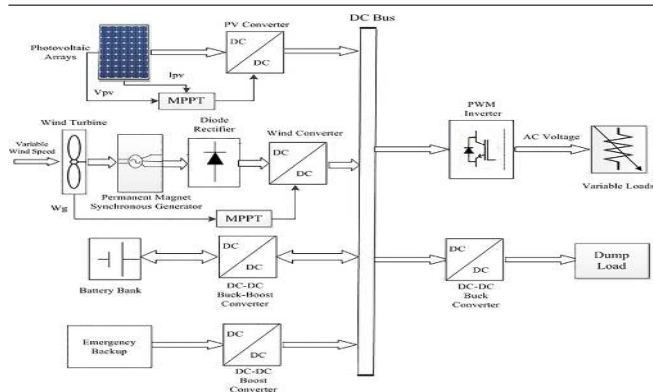 DC Bus
PV Converter
Photovoltaic
Arrays
DC
DC
Ipv
Vpv
MPPT
Wind Turbine
Diode
Rectifier
Wind Converter
Variable
Wind Speed
DC
DC
Permanent Magnet
Synchronous Generator
Wg
MPPT
PWM
Inverter
AC Voltage
Variable Loads
DC
DC
Battery Bank
DC-DC
Buck-Boost
Converter
DC
DC
DC-DC
Buck
Converter
Dump
Load
Emergency
Backup
DC
DC
DC-DC
Boost
Converter